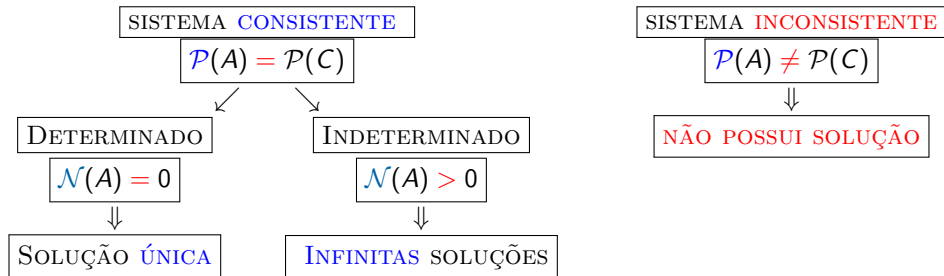 SISTEMA CONSISTENTE
𝒫(A) = 𝒫(C)
DETERMINADO
𝒩(A) = 0
⇓
SOLUÇÃO ÚNICA
INDETERMINADO
𝒩(A) > 0
⇓
INFINITAS SOLUÇÕES
SISTEMA INCONSISTENTE
𝒫(A) ≠ 𝒫(C)
⇓
NÃO POSSUI SOLUÇÃO